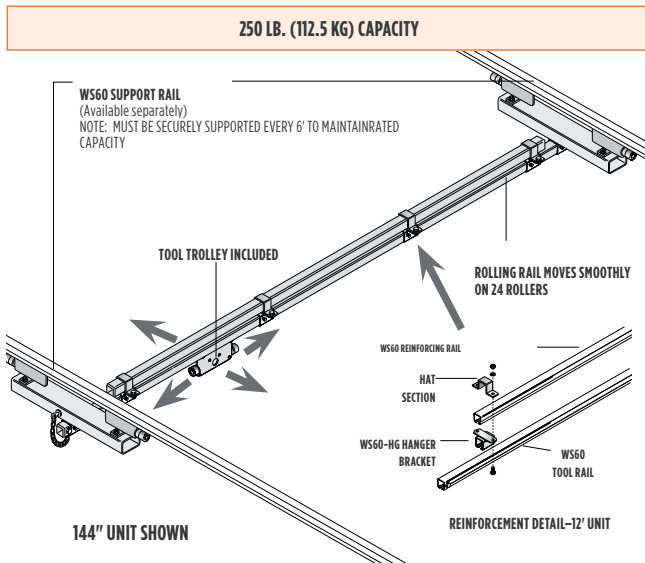 250 LB. (112.5 KG) CAPACITY
WS60 SUPPORT RAIL
(Available separately)
NOTE: MUST BE SECURELY SUPPORTED EVERY 6' TO MAINTAINRATED
CAPACITY
TOOL TROLLEY INCLUDED
ROLLING RAIL MOVES SMOOTHLY
ON 24 ROLLERS
WS60 REINFORCING RAIL
HAT
SECTION
WS60-HG HANGER
BRACKET
WS60
TOOL RAIL
144" UNIT SHOWN
REINFORCEMENT DETAIL–12' UNIT